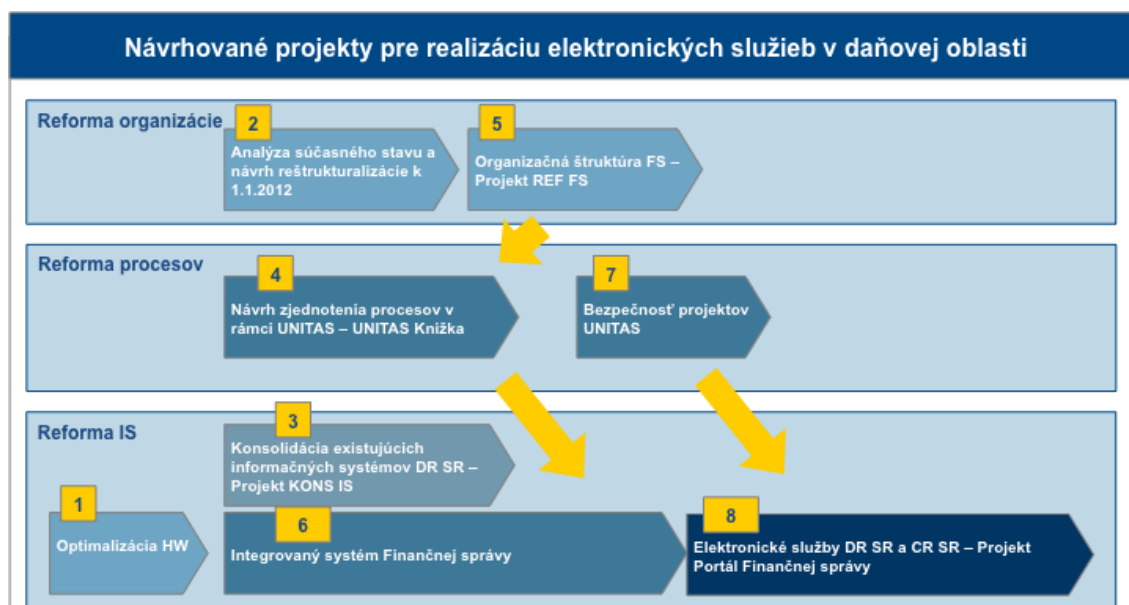 Návrhované projekty pre realizáciu elektronických služieb v daňovej oblasti
Reforma organizácie
2
Analýza súčasného stavu a
návrh reštrukturalizácie k
1.1.2012
5
Organizačná štruktúra FS –
Projekt REF FS
Reforma procesov
4
Návrh zjednotenia procesov v
rámci UNITAS – UNITAS Knižka
7
Bezpečnosť projektov
UNITAS
Reforma IS
3
Konsolidácia existujúcich
informačných systémov DR SR –
Projekt KONS IS
1
Optimalizácia HW
6
Integrovaný systém Finančnej správy
8
Elektronické služby DR SR a CR SR – Projekt
Portál Finančnej správy